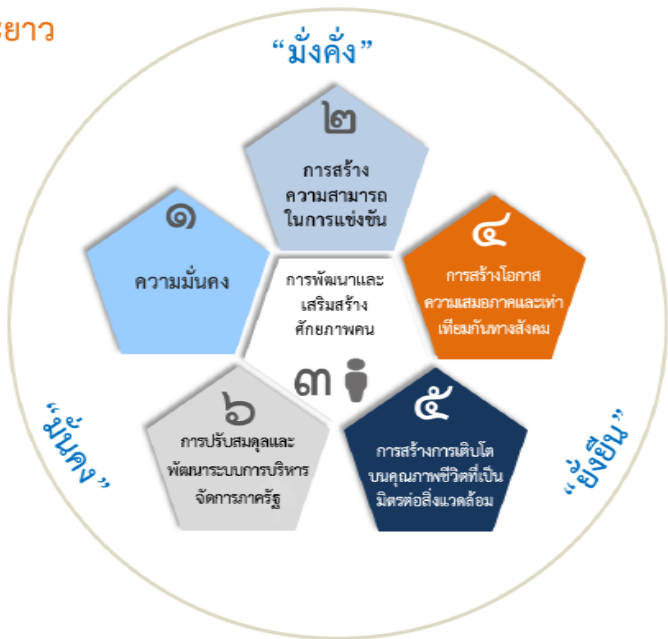 ะยาว
“มั่งคั่ง”
๒
การสร้าง
ความสามารถ
ในการแข่งขัน
๑
ความมั่นคง
การพัฒนาและ
เสริมสร้าง
ศักยภาพคน
๓
๔
การสร้างโอกาส
ความเสมอภาคและเท่า
เทียมกันทางสังคม
๖
การปรับสมดุลและ
พัฒนาระบบการบริหาร
จัดการภาครัฐ
๕
การสร้างการเติบโต
บนคุณภาพชีวิตที่เป็น
มิตรต่อสิ่งแวดล้อม
“มั่นคง”
“ยั่งยืน”